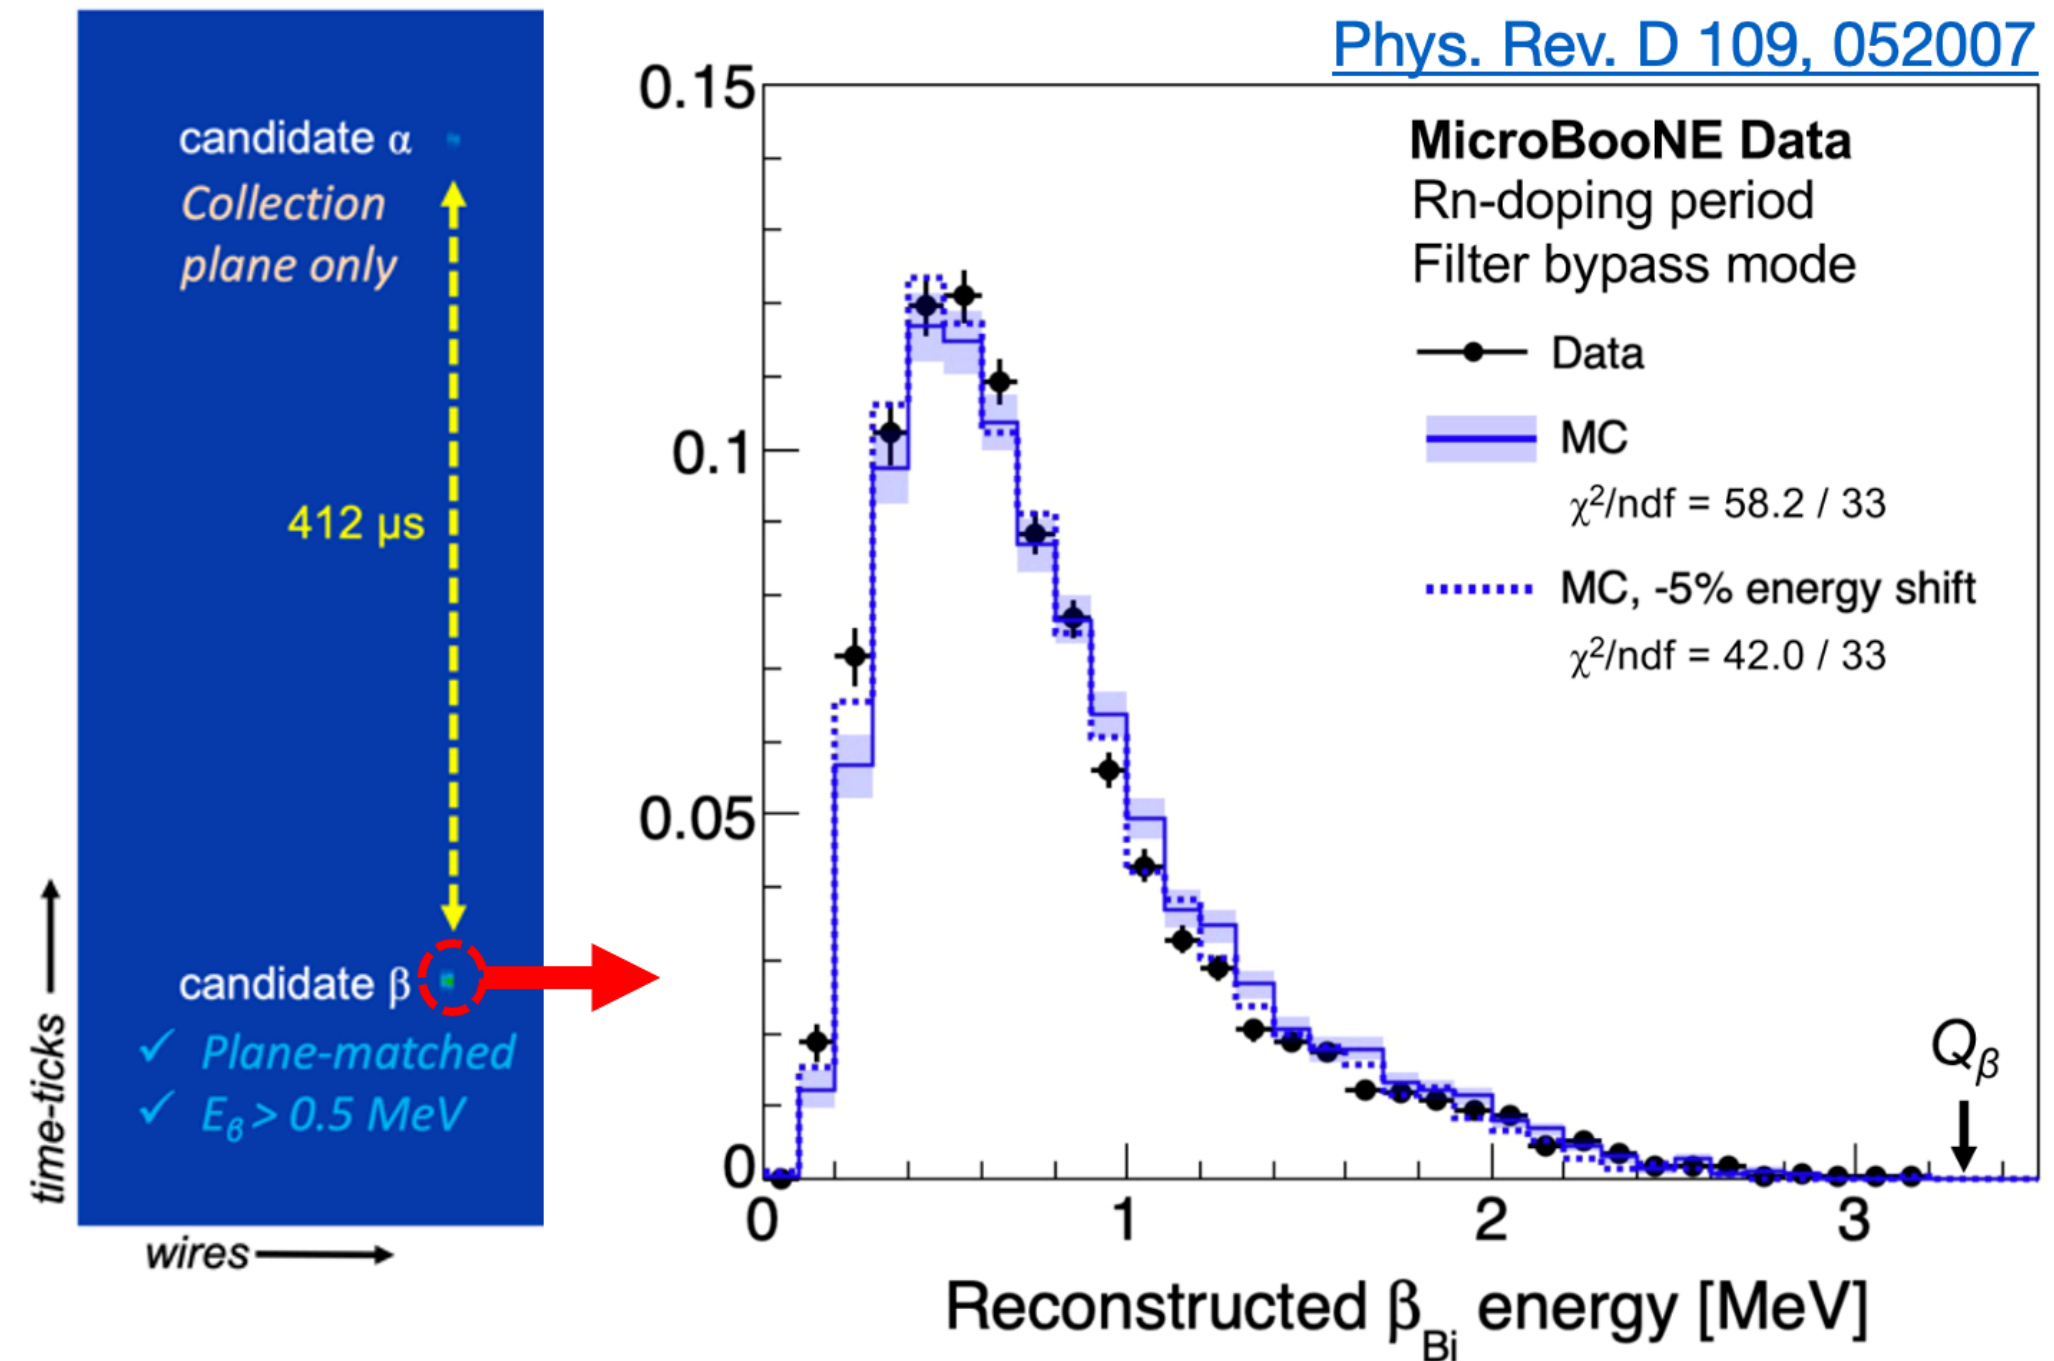 candidate α
Collection
plane only
412 µs
candidate β
✓ Plane-matched
✓ Eβ > 0.5 MeV
time-ticks
wires
Phys. Rev. D 109, 052007
0.15
0.1
0.05
0
MicroBooNE Data
Rn-doping period
Filter bypass mode
Data
MC
χ²/ndf = 58.2 / 33
MC, -5% energy shift
χ²/ndf = 42.0 / 33
Qβ
0 1 2 3
Reconstructed βBi energy [MeV]